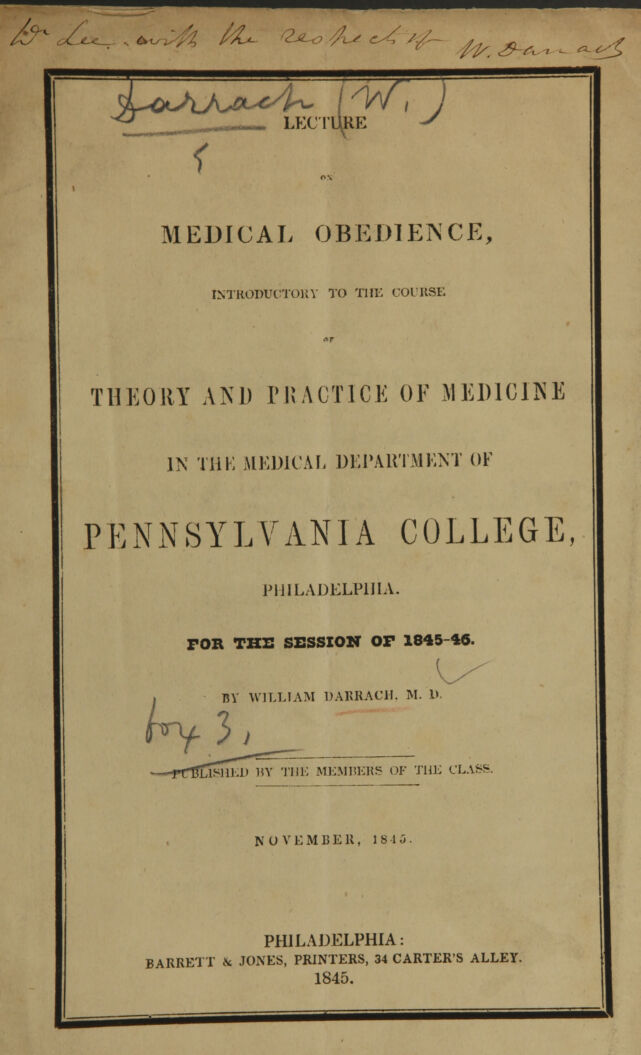 Dr Lee. with the respects of W. Darrach
Darrach (W.)
LECTURE
ON
MEDICAL OBEDIENCE,
INTRODUCTORY TO THE COURSE
OF
THEORY AND PRACTICE OF MEDICINE
IN THE MEDICAL DEPARTMENT OF
PENNSYLVANIA COLLEGE,
PHILADELPHIA.
FOR THE SESSION OF 1845-46.
BY WILLIAM DARRACH, M. D.
box 3,
PUBLISHED BY THE MEMBERS OF THE CLASS.
NOVEMBER, 1845.
PHILADELPHIA:
BARRETT & JONES, PRINTERS, 34 CARTER'S ALLEY.
1845.